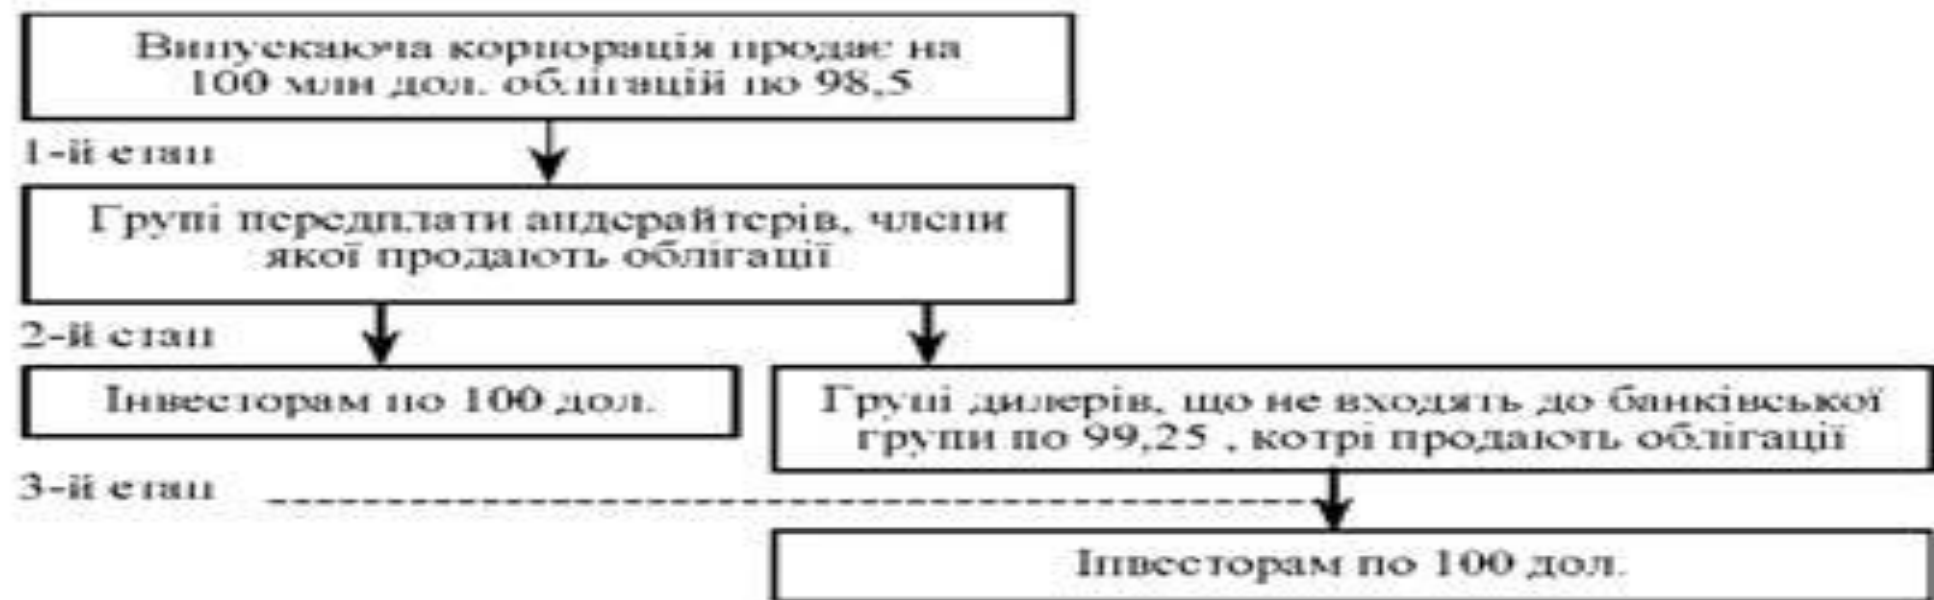 Випускаюча корпорація продає на
100 млн дол. облігацій по 98,5
1-й етап
Групі передплати андерайтерів, члени
якої продають облігації
2-й етап
Інвесторам по 100 дол.
Групі дилерів, що не входять до банківської
групи по 99,25 , котрі продають облігації
3-й етап
Інвесторам по 100 дол.